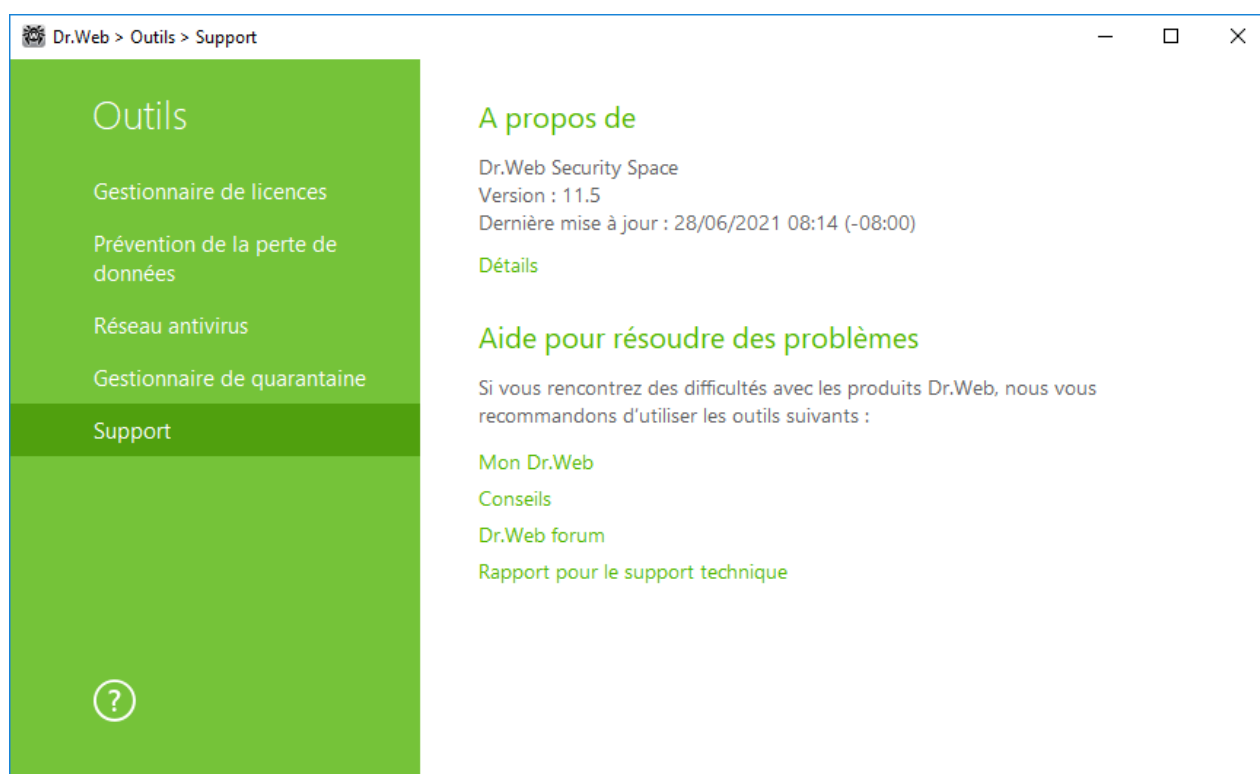 Dr.Web > Outils > Support
Outils
Gestionnaire de licences
Prévention de la perte de
données
Réseau antivirus
Gestionnaire de quarantaine
Support
?
A propos de
Dr.Web Security Space
Version : 11.5
Dernière mise à jour : 28/06/2021 08:14 (-08:00)
Détails
Aide pour résoudre des problèmes
Si vous rencontrez des difficultés avec les produits Dr.Web, nous vous
recommandons d’utiliser les outils suivants :
Mon Dr.Web
Conseils
Dr.Web forum
Rapport pour le support technique